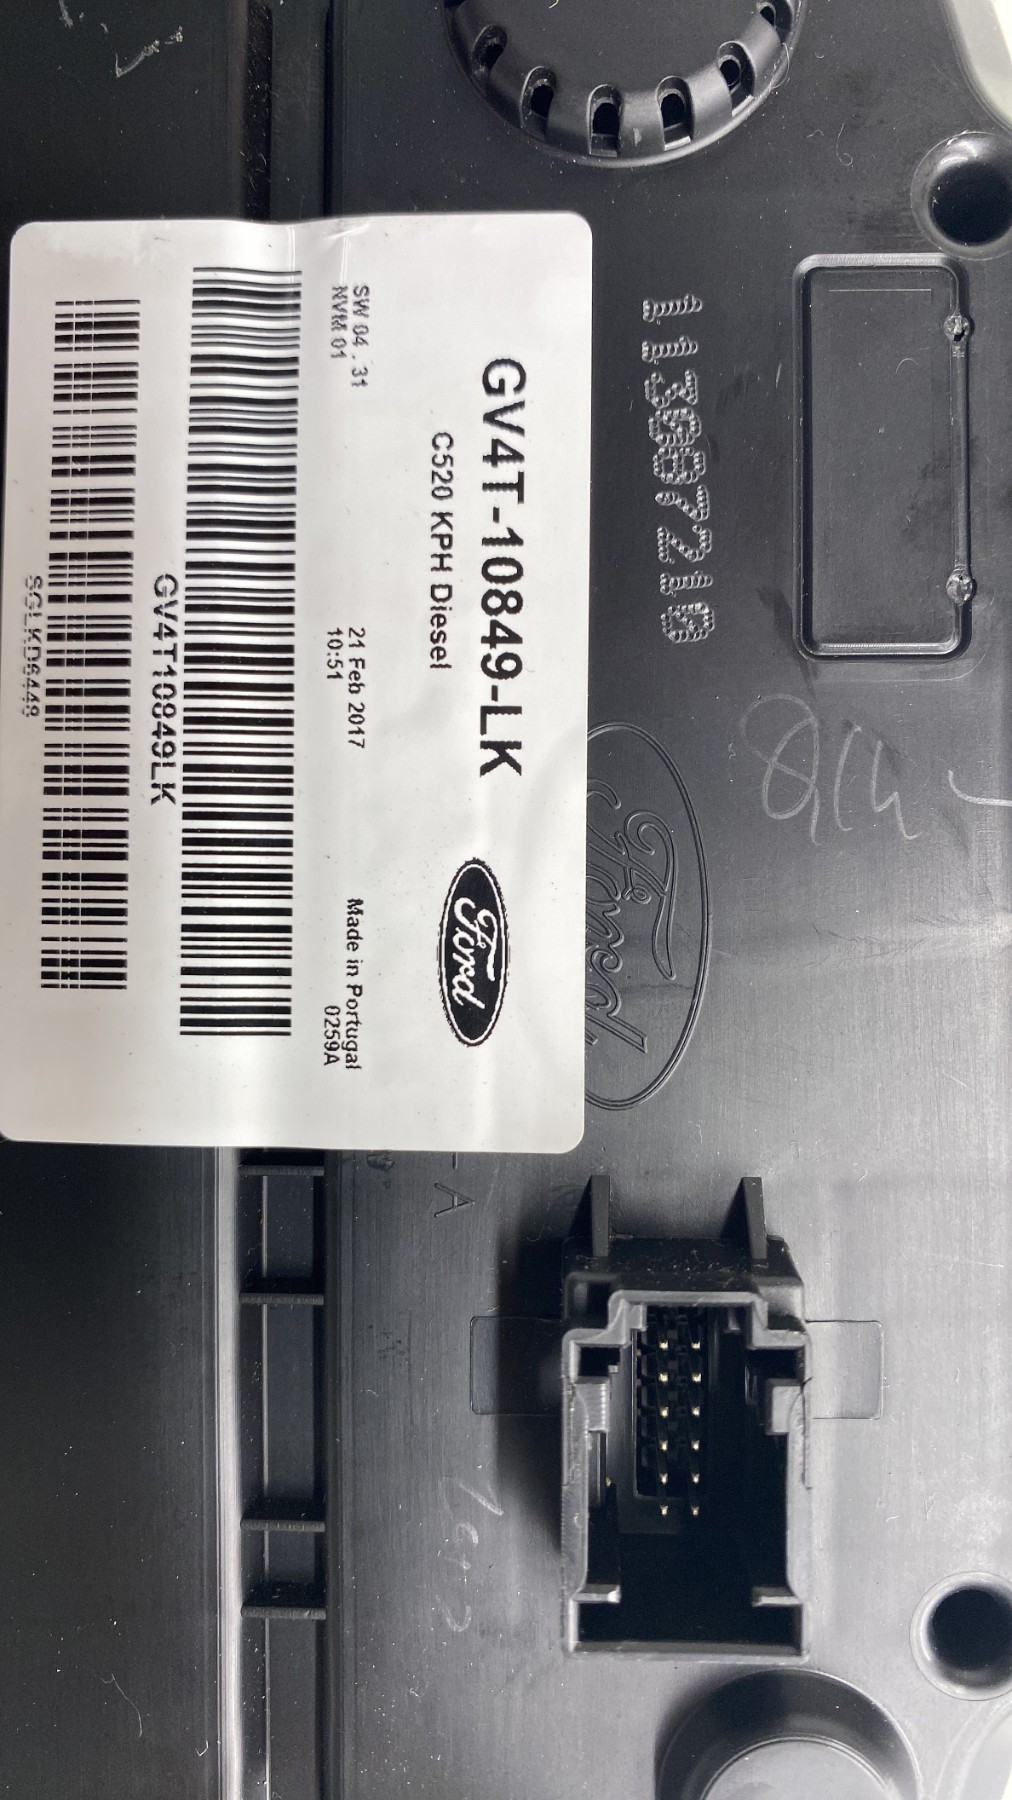 GV4T-10849-LK
C520 KPH Diesel
Ford
SW 04 . 31
NVM 01
21 Feb 2017
10:51
Made in Portugal
0259A
GV4T10849LK
SGLKD6448
Ford
A